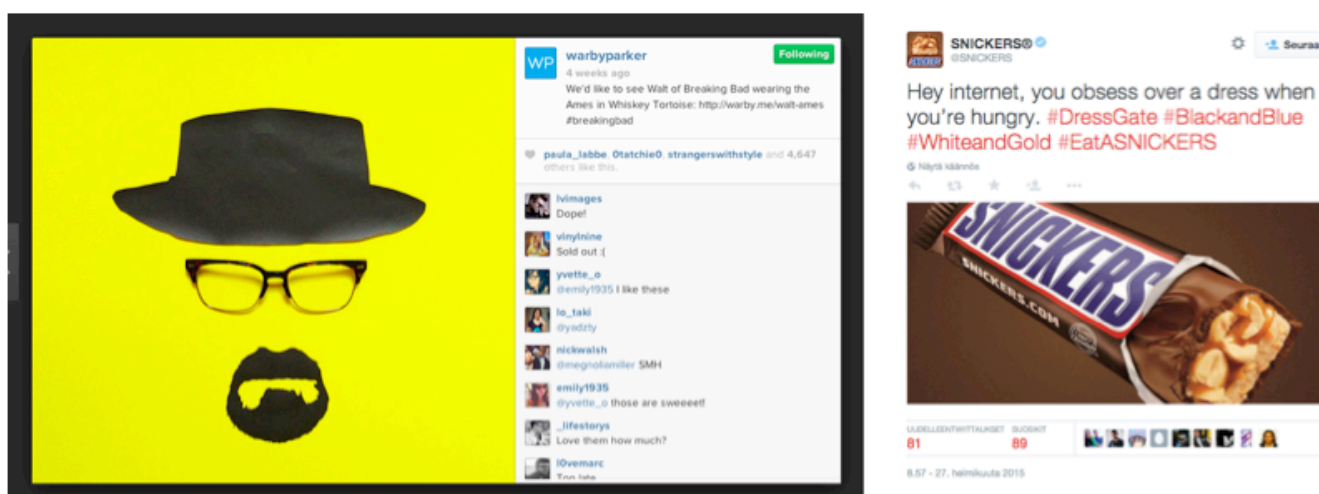 WP
warbyparker
Following
4 weeks ago
We'd like to see Walt of Breaking Bad wearing the
Ames in Whiskey Tortoise: http://warby.me/walt-ames
#breakingbad
paula_labbe, 0tatchie0, strangerswithstyle and 4,647
others like this.
lvimages
Dope!
vinylnine
Sold out :(
yvette_o
@emily1935 I like these
lo_taki
@yadzty
nickwalsh
@megnoliamiller SMH
emily1935
@yvette_o those are sweeeet!
_lifestorys
Love them how much?
l0vemarc
Too late
SNICKERS®
@SNICKERS
Seuraa
Hey internet, you obsess over a dress when
you're hungry. #DressGate #BlackandBlue
#WhiteandGold #EatASNICKERS
Näytä käännös
SNICKERS
SNICKERS.COM
UUDELLEENTWIITTAUKSET SUOSIKIT
81 89
8.57 - 27. helmikuuta 2015